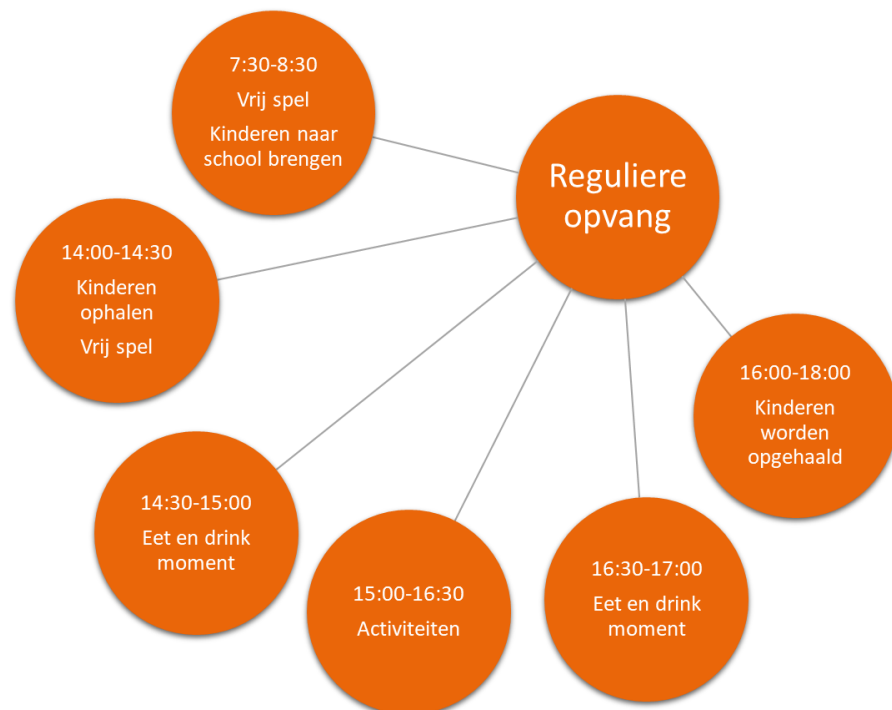 Reguliere
opvang
7:30-8:30
Vrij spel
Kinderen naar
school brengen
14:00-14:30
Kinderen
ophalen
Vrij spel
14:30-15:00
Eet en drink
moment
15:00-16:30
Activiteiten
16:30-17:00
Eet en drink
moment
16:00-18:00
Kinderen
worden
opgehaald